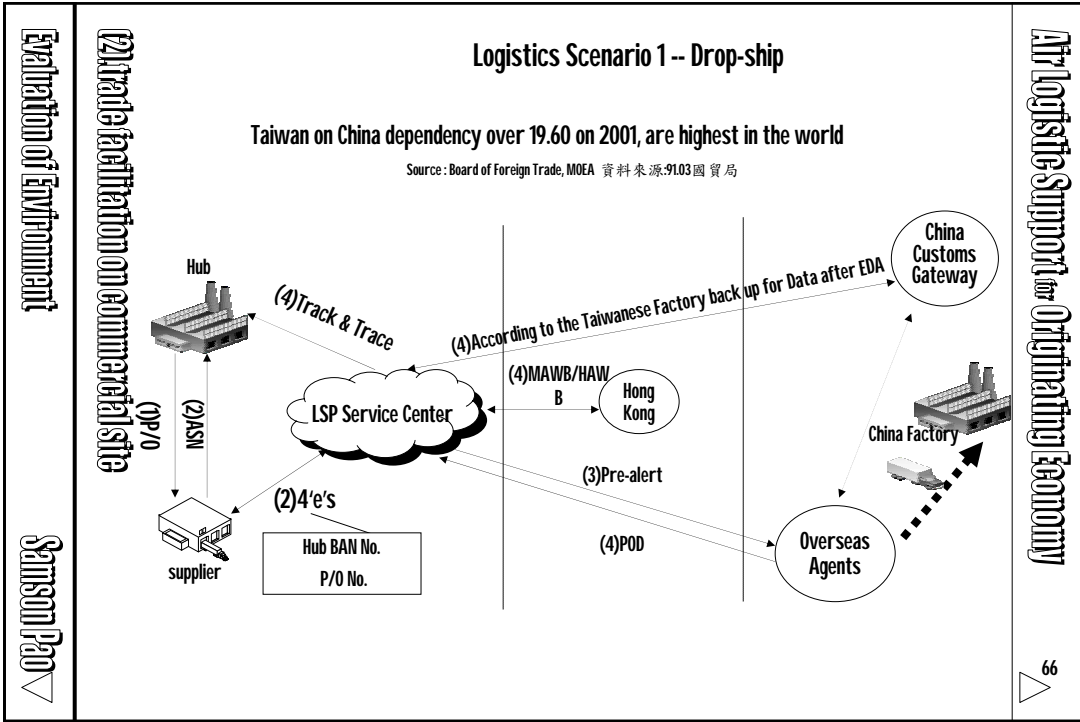 Evaluation of Environment
Samson Pao
(2) trade facilitation on commercial site
Logistics Scenario 1 -- Drop-ship
Taiwan on China dependency over 19.60 on 2001, are highest in the world
Source : Board of Foreign Trade, MOEA 資料來源:91.03國貿局
Hub
(4)Track & Trace
(4)According to the Taiwanese Factory back up for Data after EDA
China
Customs
Gateway
(1)P/O
(2)ASN
LSP Service Center
(4)MAWB/HAW
B
Hong
Kong
China Factory
(3)Pre-alert
(2)4‘e's
(4)POD
Hub BAN No.
P/O No.
supplier
Overseas
Agents
Air Logistic Support for Originating Economy
66